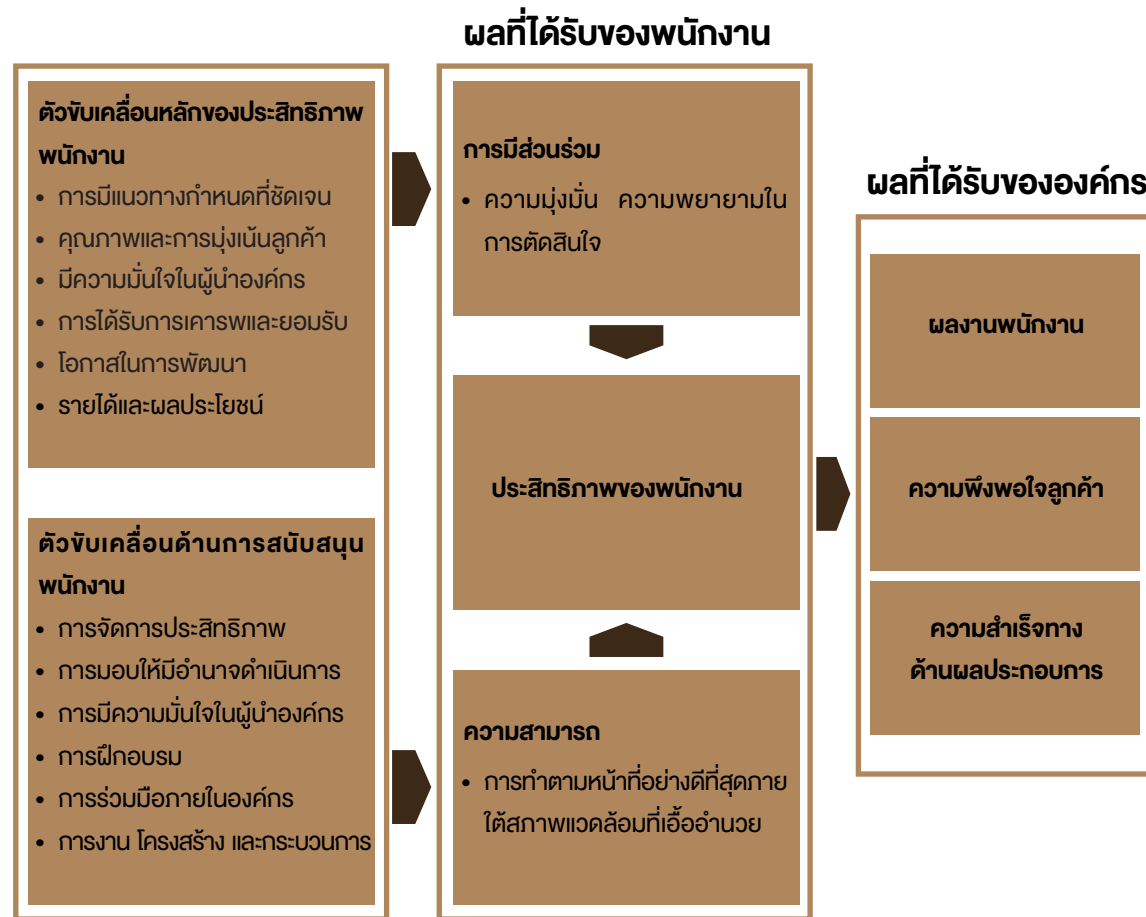 ผลที่ได้รับของพนักงาน
ตัวขับเคลื่อนหลักของประสิทธิภาพ
พนักงาน
• การมีแนวทางกำหนดที่ชัดเจน
• คุณภาพและการมุ่งเน้นลูกค้า
• มีความมั่นใจในผู้นำองค์กร
• การได้รับการเคารพและยอมรับ
• โอกาสในการพัฒนา
• รายได้และผลประโยชน์
ตัวขับเคลื่อนด้านการสนับสนุน
พนักงาน
• การจัดการประสิทธิภาพ
• การมอบให้มีอำนาจดำเนินการ
• การมีความมั่นใจในผู้นำองค์กร
• การฝึกอบรม
• การร่วมมือภายในองค์กร
• การงาน โครงสร้าง และกระบวนการ
การมีส่วนร่วม
• ความมุ่งมั่น ความพยายามใน
การตัดสินใจ
ประสิทธิภาพของพนักงาน
ความสามารถ
• การทำตามหน้าที่อย่างดีที่สุดภาย
ใต้สภาพแวดล้อมที่เอื้ออำนวย
ผลที่ได้รับขององค์กร
ผลงานพนักงาน
ความพึงพอใจลูกค้า
ความสำเร็จทาง
ด้านผลประกอบการ